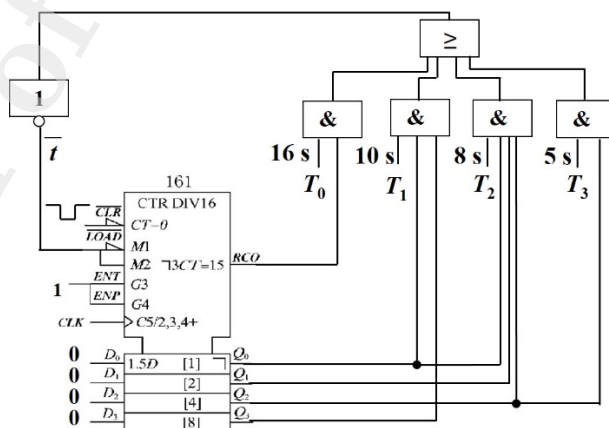 ≥
1
&
&
&
&
t
16 s
10 s
8 s
5 s
T0
T1
T2
T3
161
CTR DIV16
CLR
CT=0
LOAD
M1
M2
⌝3CT=15
RCO
1
ENT
G3
ENP
G4
CLK
C5/2,3,4+
0 D0 1.5D [1] ⌝ Q0
0 D1 [2] Q1
0 D2 [4] Q2
0 D3 [8] Q3